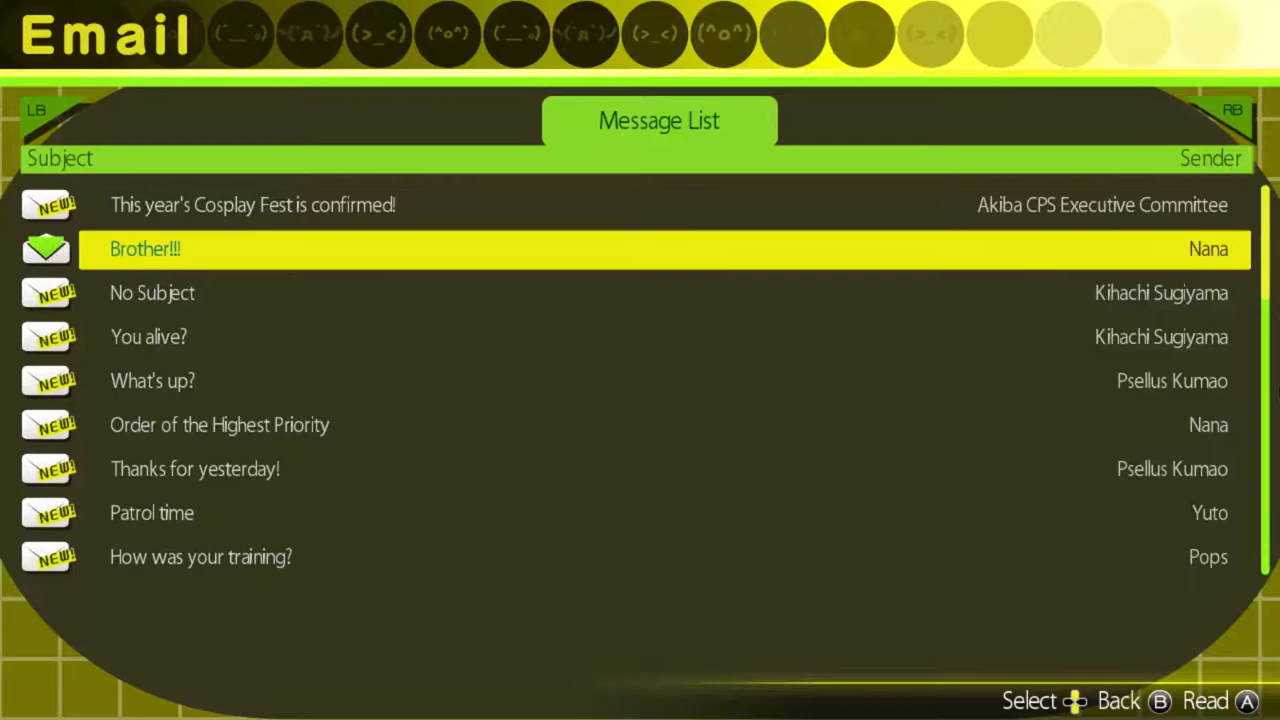 Email
(>_<) (^o^) (>_<) (^o^) (>_<)
LB Message List RB
Subject Sender
NEW! This year's Cosplay Fest is confirmed! Akiba CPS Executive Committee
Brother!!! Nana
NEW! No Subject Kihachi Sugiyama
NEW! You alive? Kihachi Sugiyama
NEW! What's up? Psellus Kumao
NEW! Order of the Highest Priority Nana
NEW! Thanks for yesterday! Psellus Kumao
NEW! Patrol time Yuto
NEW! How was your training? Pops
Select Back B Read A